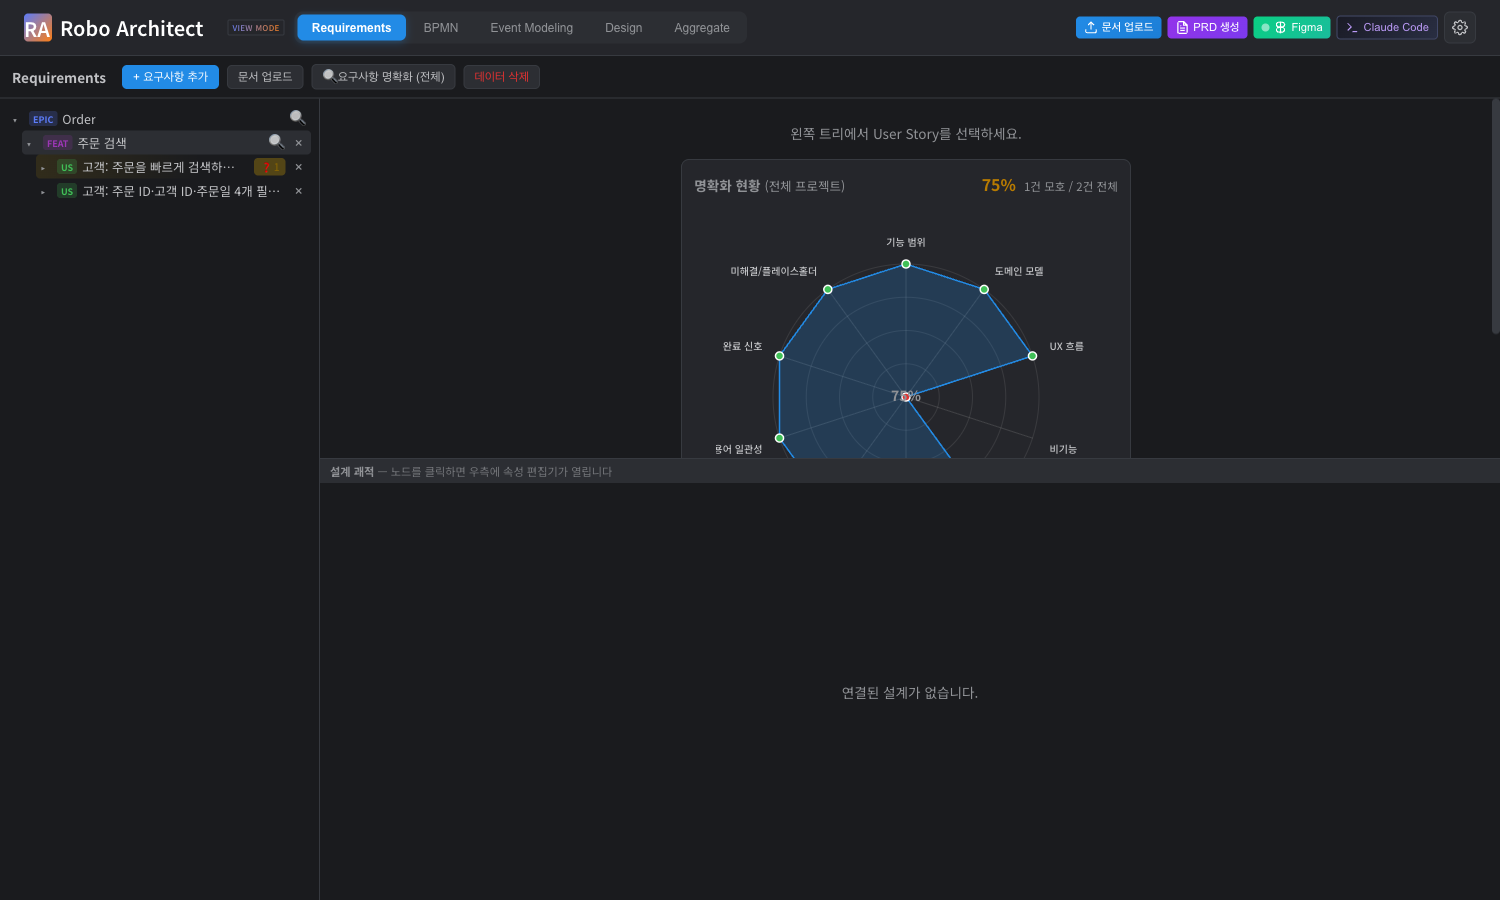 RA Robo Architect
VIEW MODE
Requirements
BPMN
Event Modeling
Design
Aggregate
문서 업로드
PRD 생성
Figma
Claude Code
Requirements
+ 요구사항 추가
문서 업로드
요구사항 명확화 (전체)
데이터 삭제
EPIC Order
FEAT 주문 검색 ×
US 고객: 주문을 빠르게 검색하… ? 1 ×
US 고객: 주문 ID·고객 ID·주문일 4개 필… ×
왼쪽 트리에서 User Story를 선택하세요.
명확화 현황 (전체 프로젝트)
75% 1건 모호 / 2건 전체
기능 범위
미해결/플레이스홀더
도메인 모델
완료 신호
UX 흐름
75%
용어 일관성
비기능
설계 궤적 — 노드를 클릭하면 우측에 속성 편집기가 열립니다
연결된 설계가 없습니다.